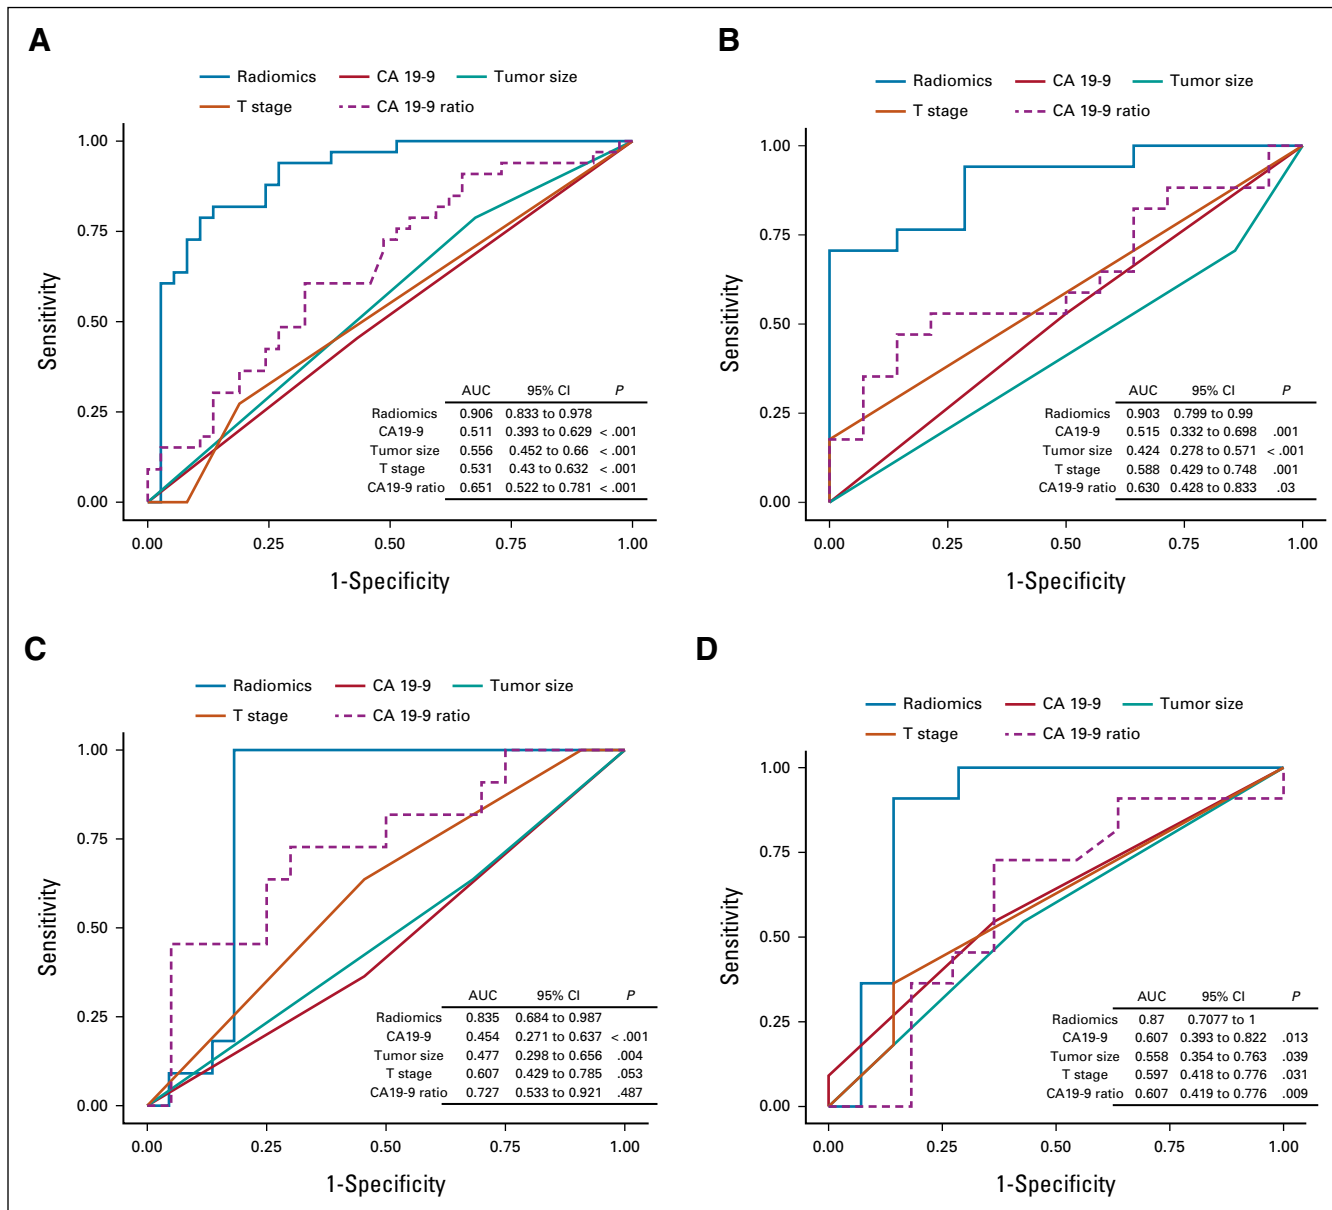 A
Radiomics CA 19-9 Tumor size
T stage CA 19-9 ratio
1.00
0.75
0.50
0.25
0.00
Sensitivity
AUC 95% CI P
Radiomics 0.906 0.833 to 0.978
CA19-9 0.511 0.393 to 0.629 < .001
Tumor size 0.556 0.452 to 0.66 < .001
T stage 0.531 0.43 to 0.632 < .001
CA19-9 ratio 0.651 0.522 to 0.781 < .001
0.00 0.25 0.50 0.75 1.00
1-Specificity
B
Radiomics CA 19-9 Tumor size
T stage CA 19-9 ratio
1.00
0.75
0.50
0.25
0.00
Sensitivity
AUC 95% CI P
Radiomics 0.903 0.799 to 0.99
CA19-9 0.515 0.332 to 0.698 .001
Tumor size 0.424 0.278 to 0.571 < .001
T stage 0.588 0.429 to 0.748 .001
CA19-9 ratio 0.630 0.428 to 0.833 .03
0.00 0.25 0.50 0.75 1.00
1-Specificity
C
Radiomics CA 19-9 Tumor size
T stage CA 19-9 ratio
1.00
0.75
0.50
0.25
0.00
Sensitivity
AUC 95% CI P
Radiomics 0.835 0.684 to 0.987
CA19-9 0.454 0.271 to 0.637 < .001
Tumor size 0.477 0.298 to 0.656 .004
T stage 0.607 0.429 to 0.785 .053
CA19-9 ratio 0.727 0.533 to 0.921 .487
0.00 0.25 0.50 0.75 1.00
1-Specificity
D
Radiomics CA 19-9 Tumor size
T stage CA 19-9 ratio
1.00
0.75
0.50
0.25
0.00
Sensitivity
AUC 95% CI P
Radiomics 0.87 0.7077 to 1
CA19-9 0.607 0.393 to 0.822 .013
Tumor size 0.558 0.354 to 0.763 .039
T stage 0.597 0.418 to 0.776 .031
CA19-9 ratio 0.607 0.419 to 0.776 .009
0.00 0.25 0.50 0.75 1.00
1-Specificity